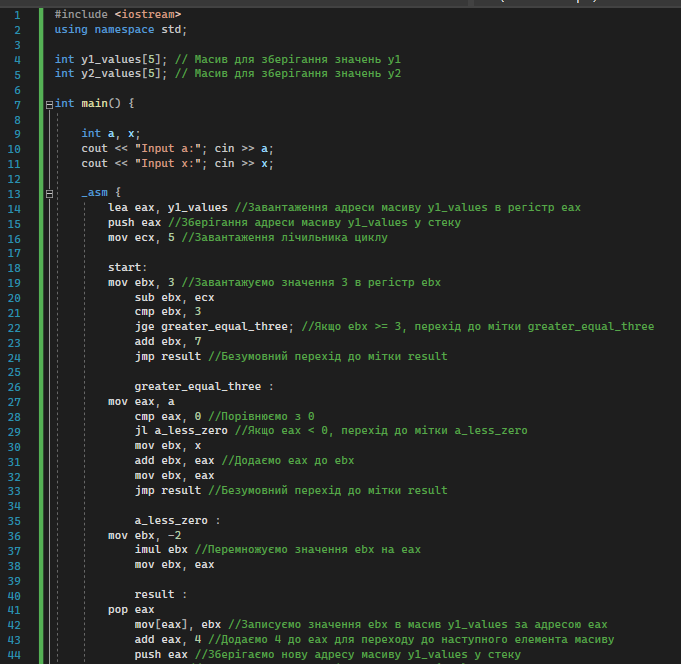 1 #include <iostream>
2 using namespace std;
3
4 int y1_values[5]; // Масив для зберігання значень y1
5 int y2_values[5]; // Масив для зберігання значень y2
6
7 int main() {
8
9 int a, x;
10 cout << "Input a:"; cin >> a;
11 cout << "Input x:"; cin >> x;
12
13 _asm {
14 lea eax, y1_values //Завантаження адреси масиву y1_values в регістр eax
15 push eax //Зберігання адреси масиву y1_values у стеку
16 mov ecx, 5 //Завантаження лічильника циклу
17
18 start:
19 mov ebx, 3 //Завантажуємо значення 3 в регістр ebx
20 sub ebx, ecx
21 cmp ebx, 3
22 jge greater_equal_three; //Якщо ebx >= 3, перехід до мітки greater_equal_three
23 add ebx, 7
24 jmp result //Безумовний перехід до мітки result
25
26 greater_equal_three :
27 mov eax, a
28 cmp eax, 0 //Порівнюємо з 0
29 jl a_less_zero //Якщо eax < 0, перехід до мітки a_less_zero
30 mov ebx, x
31 add ebx, eax //Додаємо eax до ebx
32 mov ebx, eax
33 jmp result //Безумовний перехід до мітки result
34
35 a_less_zero :
36 mov ebx, -2
37 imul ebx //Перемножуємо значення ebx на eax
38 mov ebx, eax
39
40 result :
41 pop eax
42 mov[eax], ebx //Записуємо значення ebx в масив y1_values за адресою eax
43 add eax, 4 //Додаємо 4 до eax для переходу до наступного елемента масиву
44 push eax //Зберігаємо нову адресу масиву y1_values у стеку